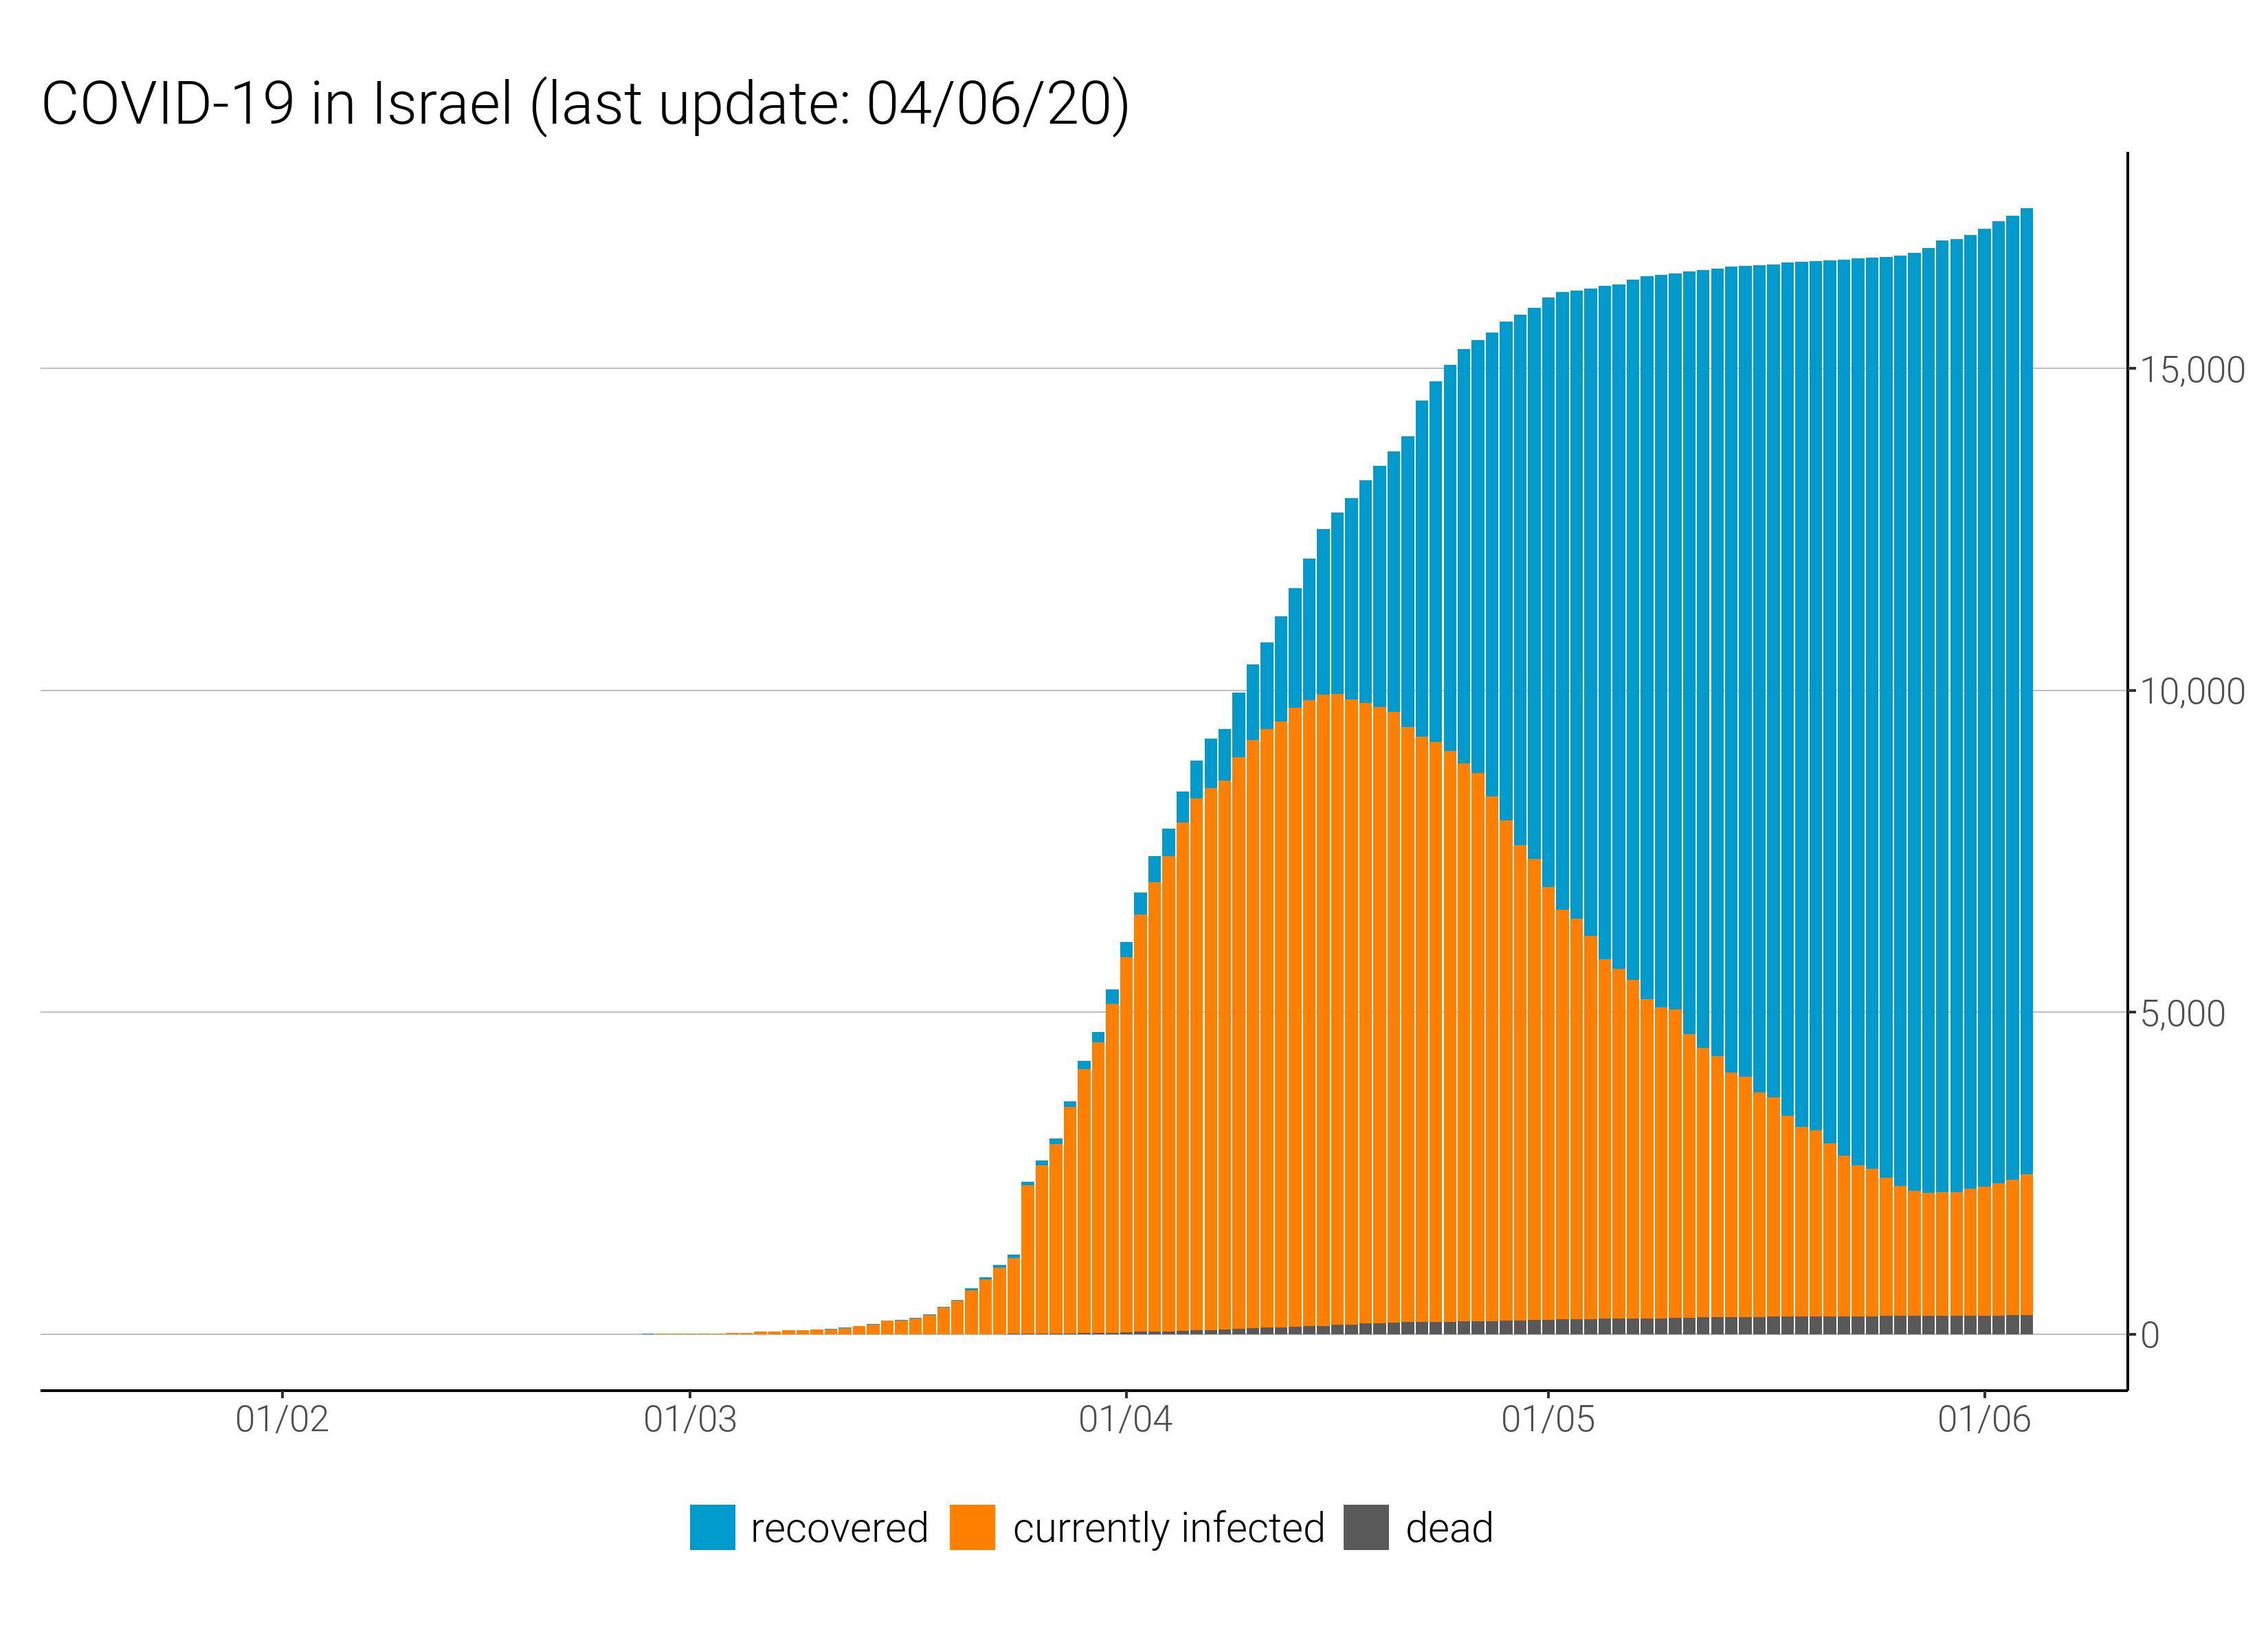 COVID-19 in Israel (last update: 04/06/20)
15,000
10,000
5,000
0
01/02 01/03 01/04 01/05 01/06
recovered currently infected dead